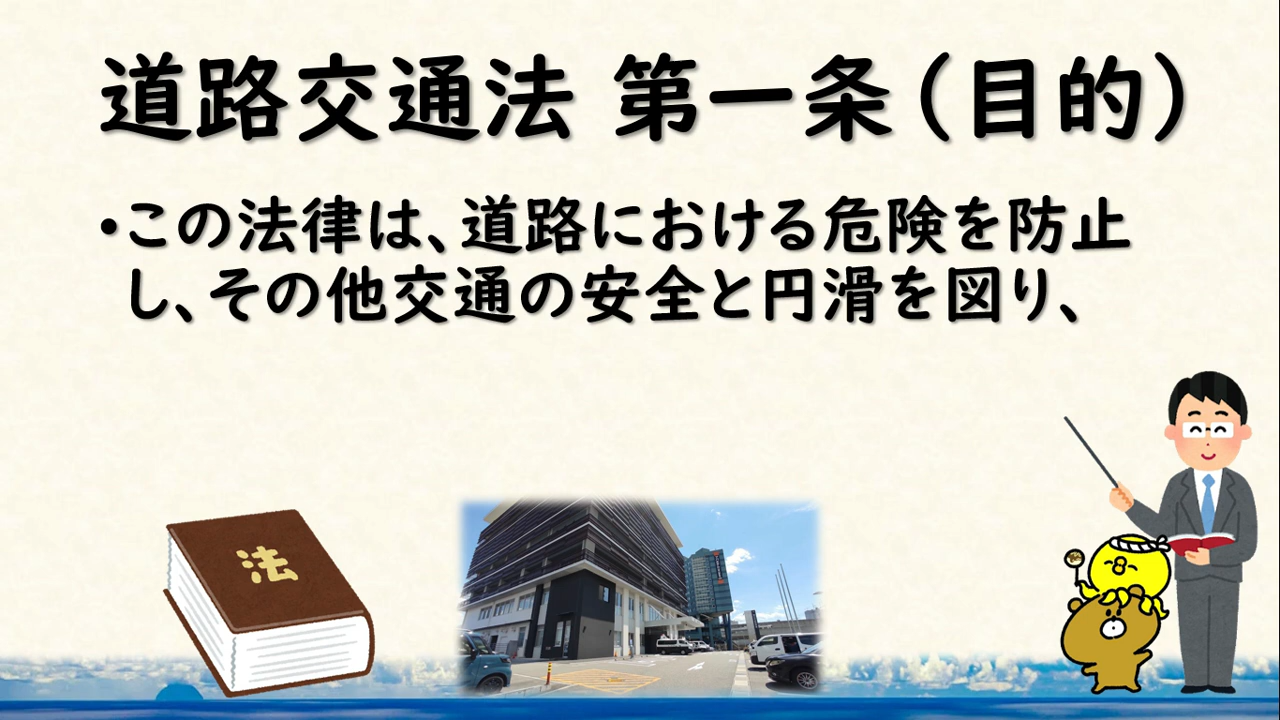 道路交通法 第一条(目的)
・この法律は、道路における危険を防止
し、その他交通の安全と円滑を図り、
法